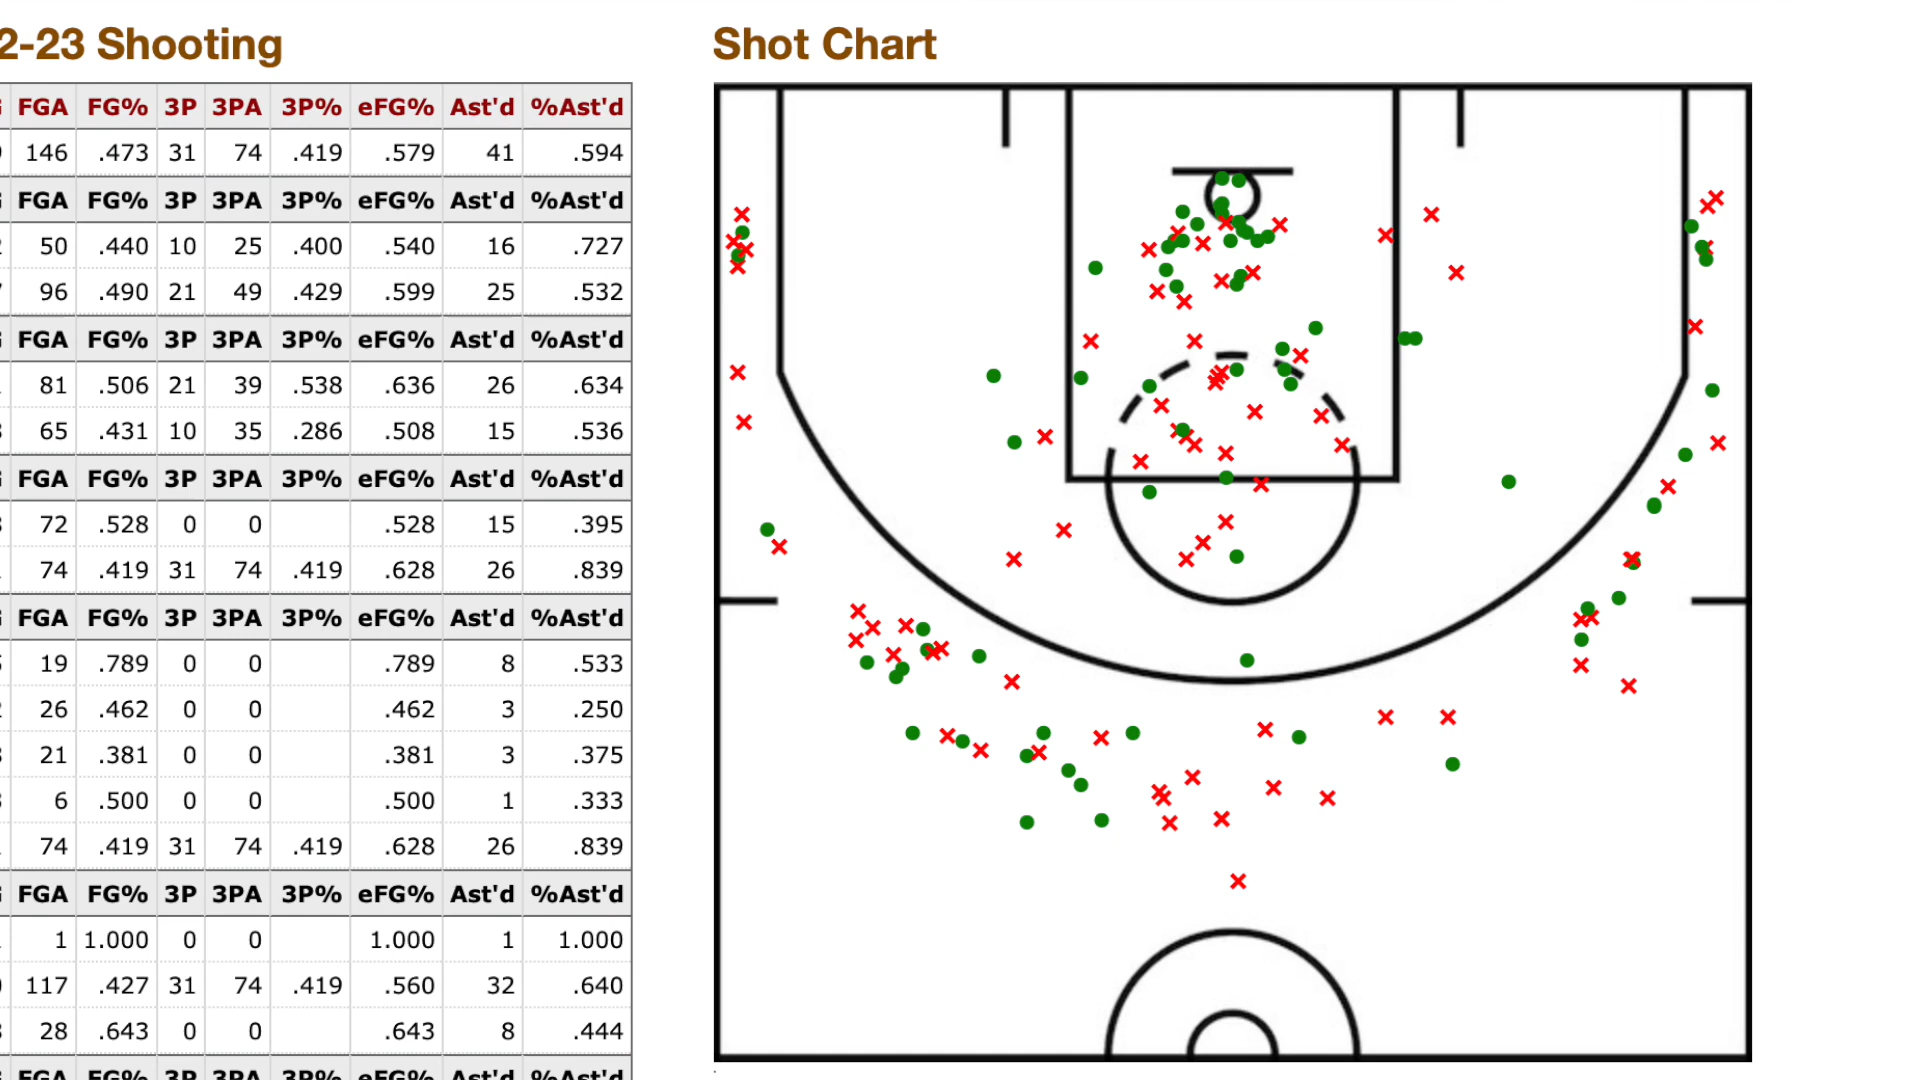 2-23 Shooting
FGA FG% 3P 3PA 3P% eFG% Ast'd %Ast'd
146 .473 31 74 .419 .579 41 .594
FGA FG% 3P 3PA 3P% eFG% Ast'd %Ast'd
50 .440 10 25 .400 .540 16 .727
96 .490 21 49 .429 .599 25 .532
FGA FG% 3P 3PA 3P% eFG% Ast'd %Ast'd
81 .506 21 39 .538 .636 26 .634
65 .431 10 35 .286 .508 15 .536
FGA FG% 3P 3PA 3P% eFG% Ast'd %Ast'd
72 .528 0 0 .528 15 .395
74 .419 31 74 .419 .628 26 .839
FGA FG% 3P 3PA 3P% eFG% Ast'd %Ast'd
19 .789 0 0 .789 8 .533
26 .462 0 0 .462 3 .250
21 .381 0 0 .381 3 .375
6 .500 0 0 .500 1 .333
74 .419 31 74 .419 .628 26 .839
FGA FG% 3P 3PA 3P% eFG% Ast'd %Ast'd
1 1.000 0 0 1.000 1 1.000
117 .427 31 74 .419 .560 32 .640
28 .643 0 0 .643 8 .444
FGA FG% 3P 3PA 3P% eFG% Ast'd %Ast'd
Shot Chart